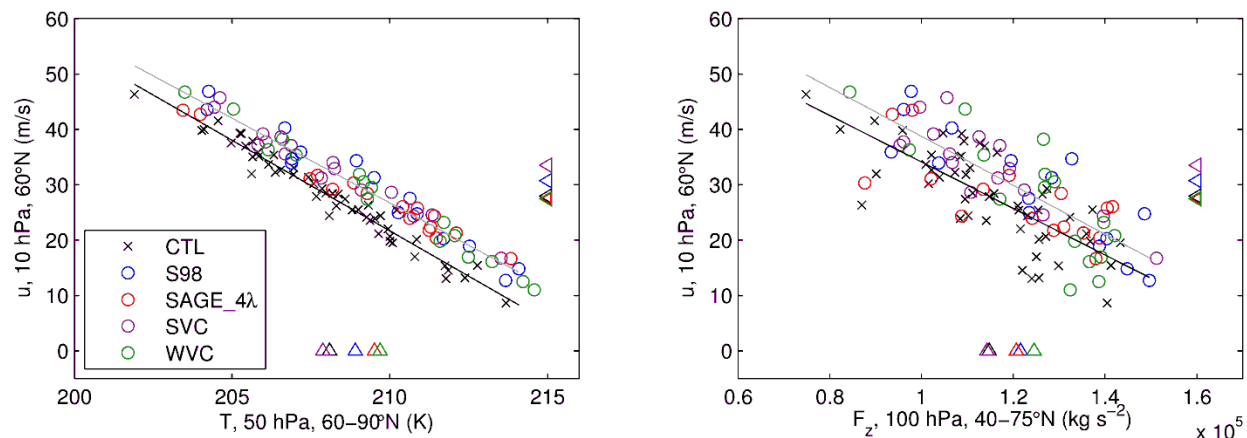 60
50
40
30
20
10
0
u, 10 hPa, 60°N (m/s)
× CTL
○ S98
○ SAGE_4λ
○ SVC
○ WVC
200 205 210 215
T, 50 hPa, 60−90°N (K)
60
50
40
30
20
10
0
u, 10 hPa, 60°N (m/s)
0.6 0.8 1 1.2 1.4 1.6
F_z, 100 hPa, 40−75°N (kg s⁻²)
x 10⁵